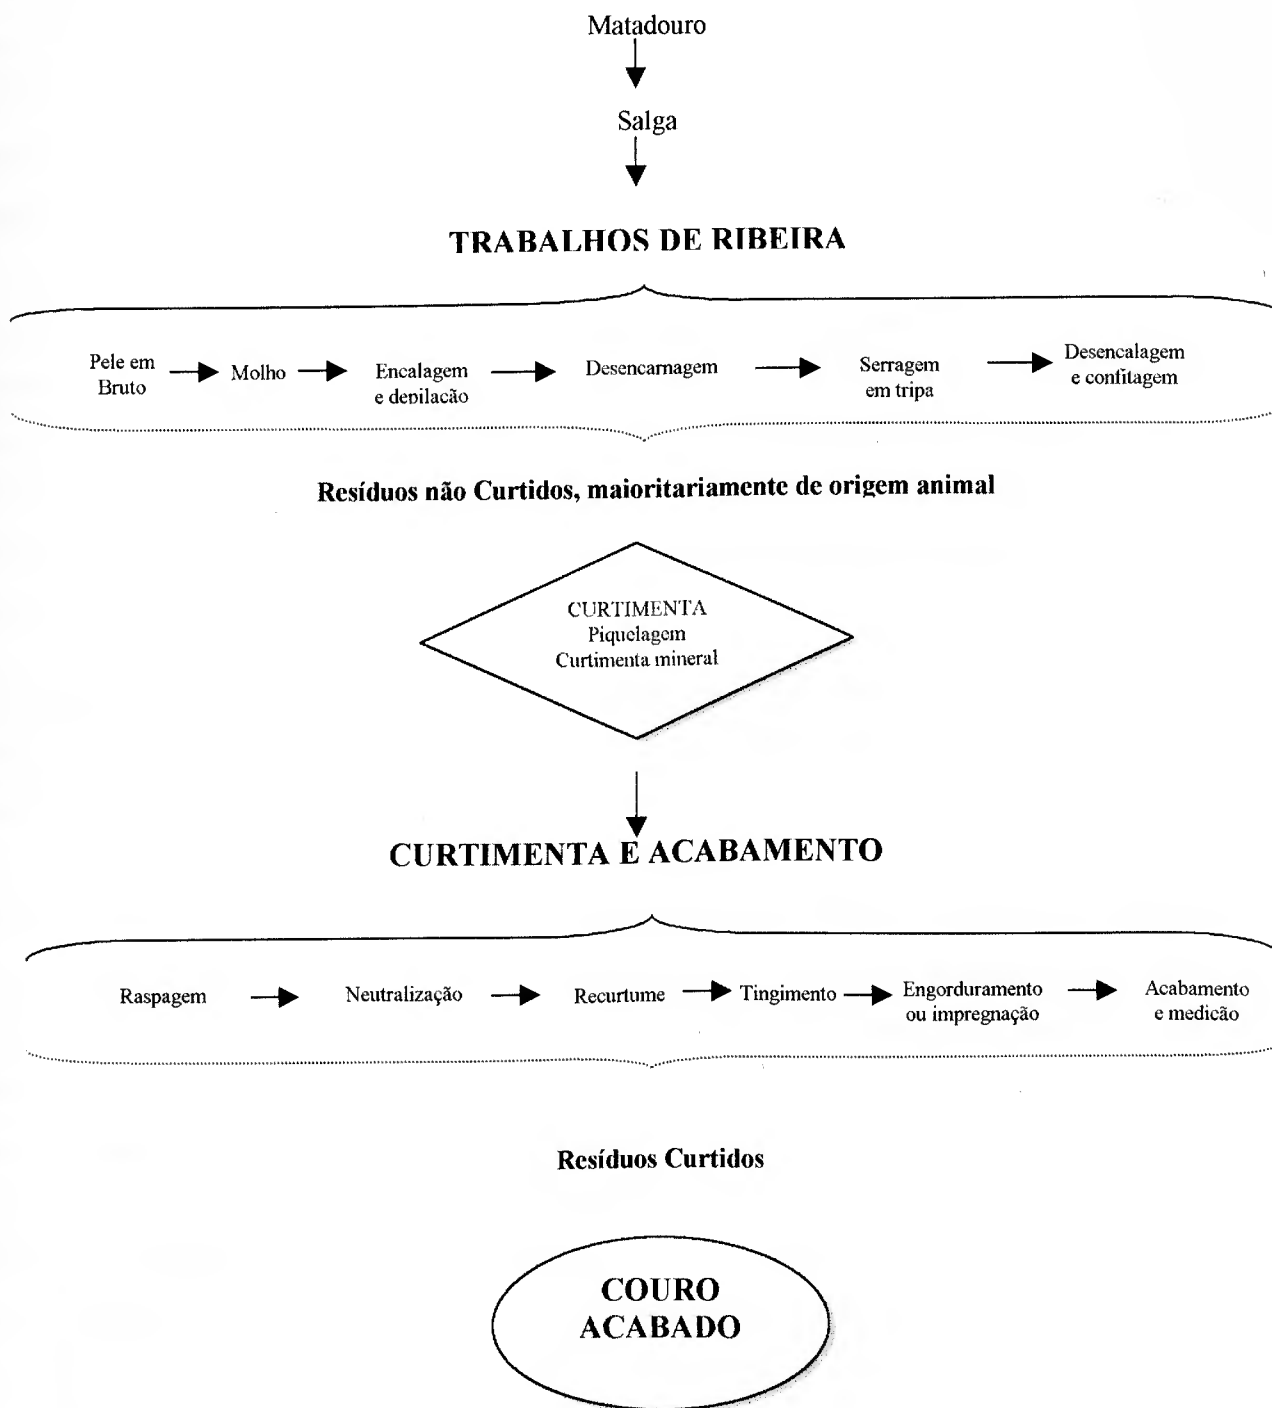 Matadouro
Salga
TRABALHOS DE RIBEIRA
Pele em
Bruto
Molho
Encalagem
e depilação
Desencarnagem
Serragem
em tripa
Desencalagem
e confitagem
Resíduos não Curtidos, maioritariamente de origem animal
CURTIMENTA
Piquelagem
Curtimenta mineral
CURTIMENTA E ACABAMENTO
Raspagem
Neutralização
Recurtume
Tingimento
Engorduramento
ou impregnação
Acabamento
e medicão
Resíduos Curtidos
COURO
ACABADO